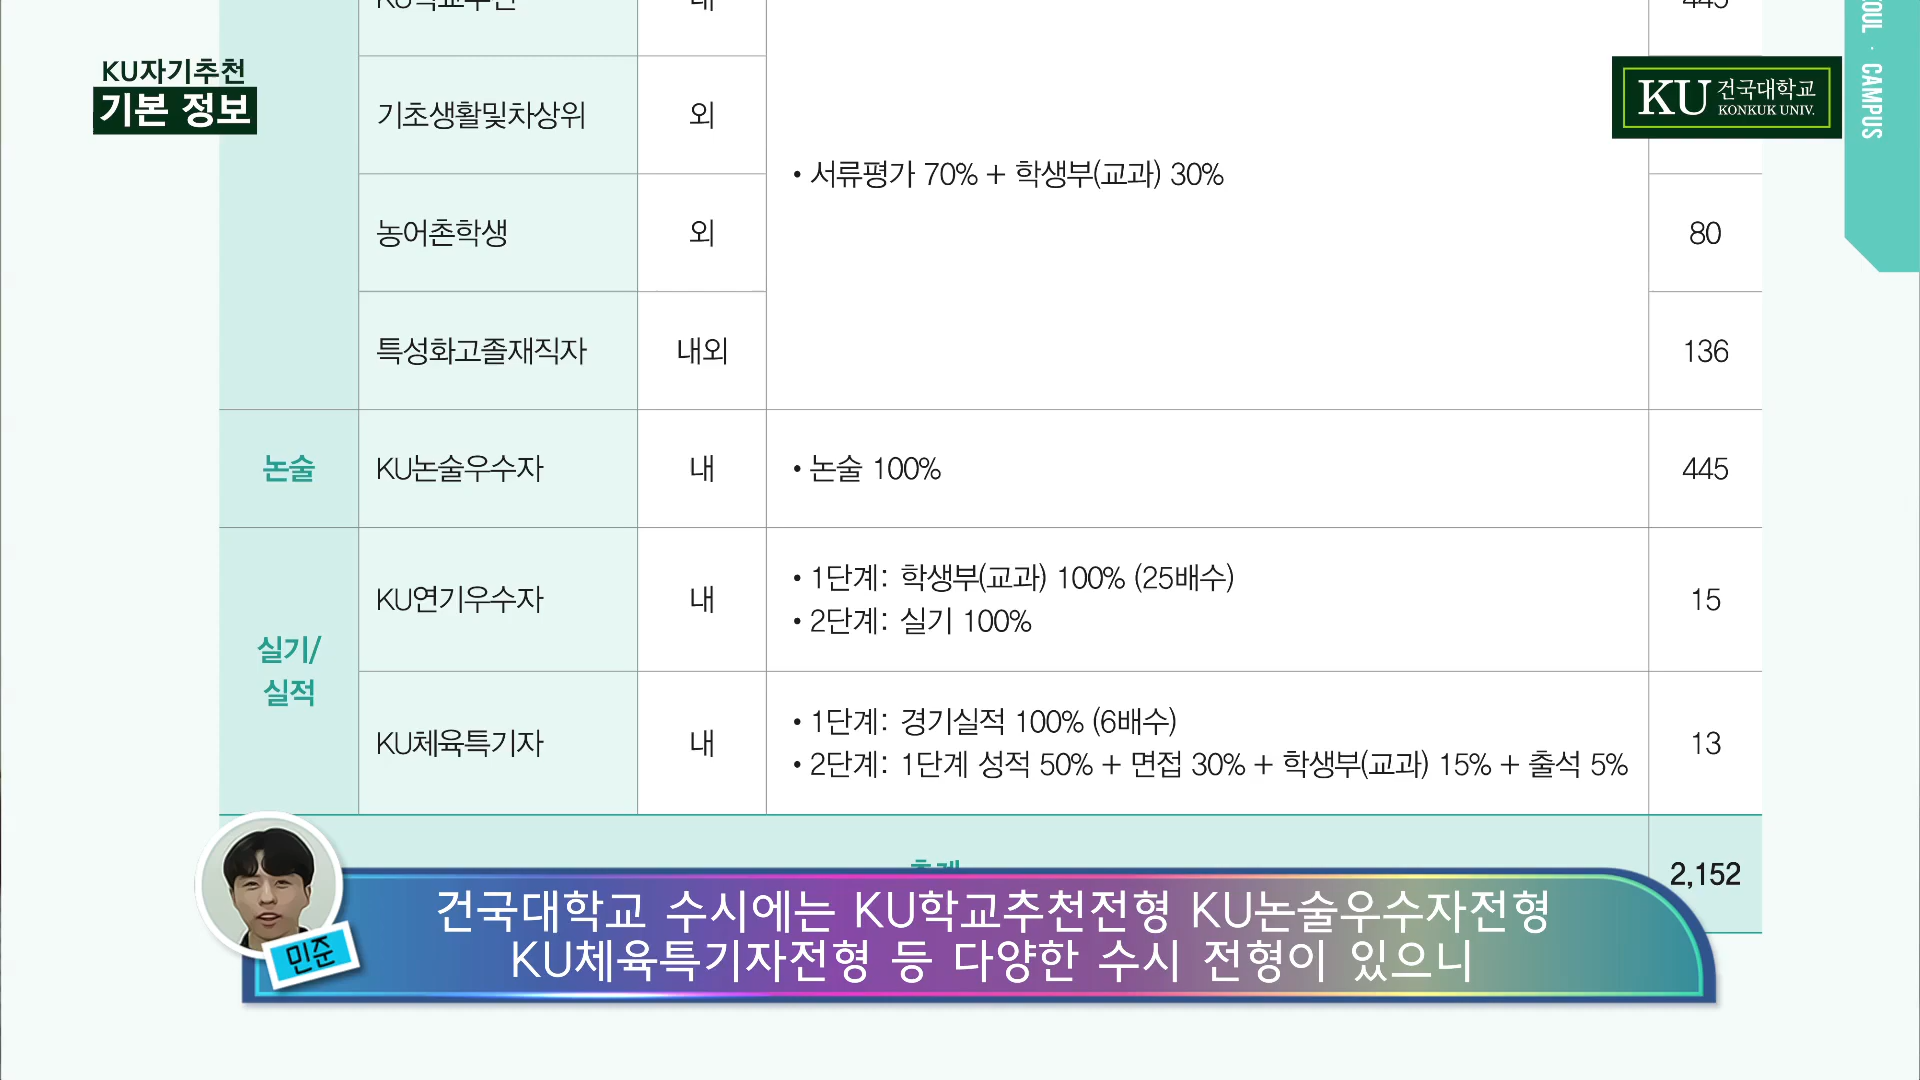 KU학교추천 내 445
KU자기추천
기본 정보
기초생활및차상위 외
KU 건국대학교
KONKUK UNIV.
CAMPUS
• 서류평가 70% + 학생부(교과) 30%
농어촌학생 외 80
특성화고졸재직자 내외 136
논술 KU논술우수자 내 • 논술 100% 445
실기/
실적
KU연기우수자 내
• 1단계: 학생부(교과) 100% (25배수)
• 2단계: 실기 100%
15
KU체육특기자 내
• 1단계: 경기실적 100% (6배수)
• 2단계: 1단계 성적 50% + 면접 30% + 학생부(교과) 15% + 출석 5%
13
2,152
건국대학교 수시에는 KU학교추천전형 KU논술우수자전형
KU체육특기자전형 등 다양한 수시 전형이 있으니
민준